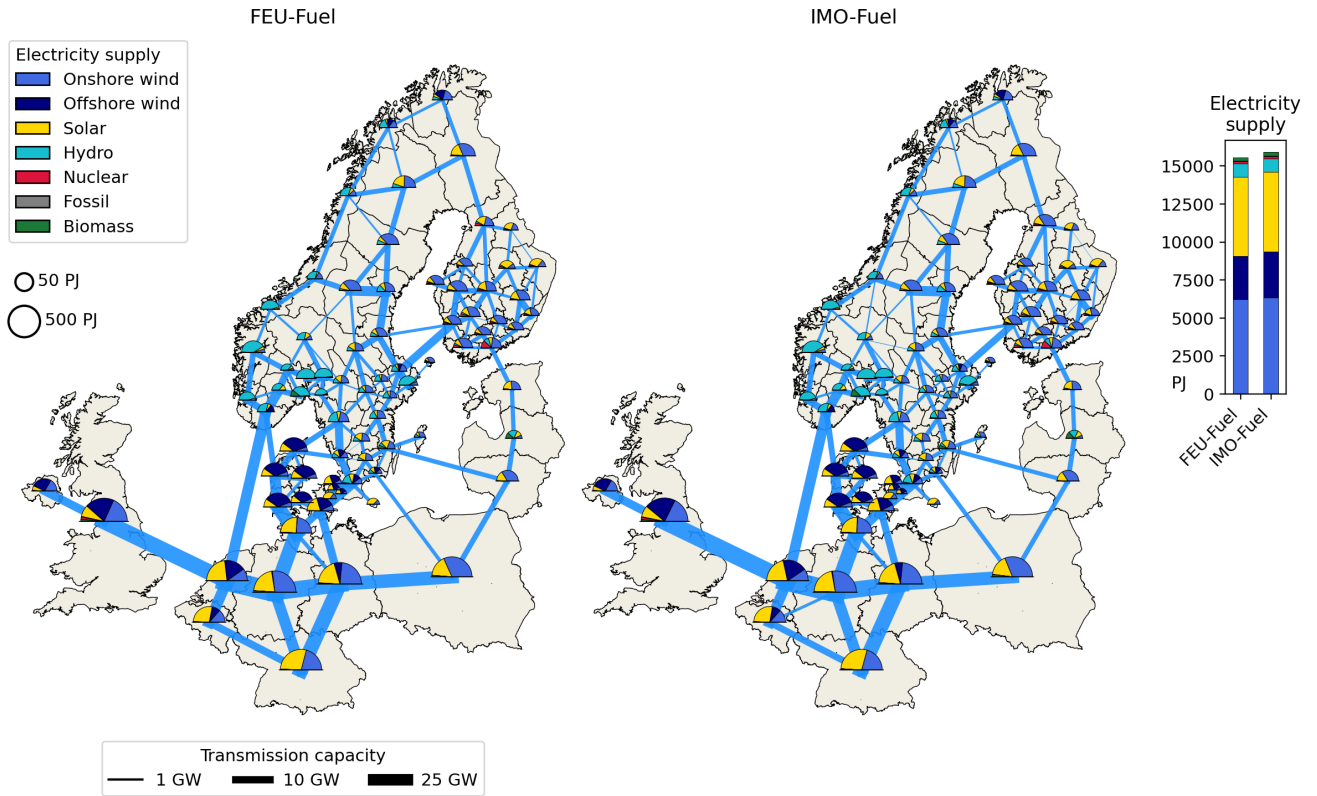 FEU-Fuel
IMO-Fuel
Electricity supply
Onshore wind
Offshore wind
Solar
Hydro
Nuclear
Fossil
Biomass
50 PJ
500 PJ
Electricity
supply
15000
12500
10000
7500
5000
2500
PJ
0
FEU-Fuel
IMO-Fuel
Transmission capacity
1 GW
10 GW
25 GW